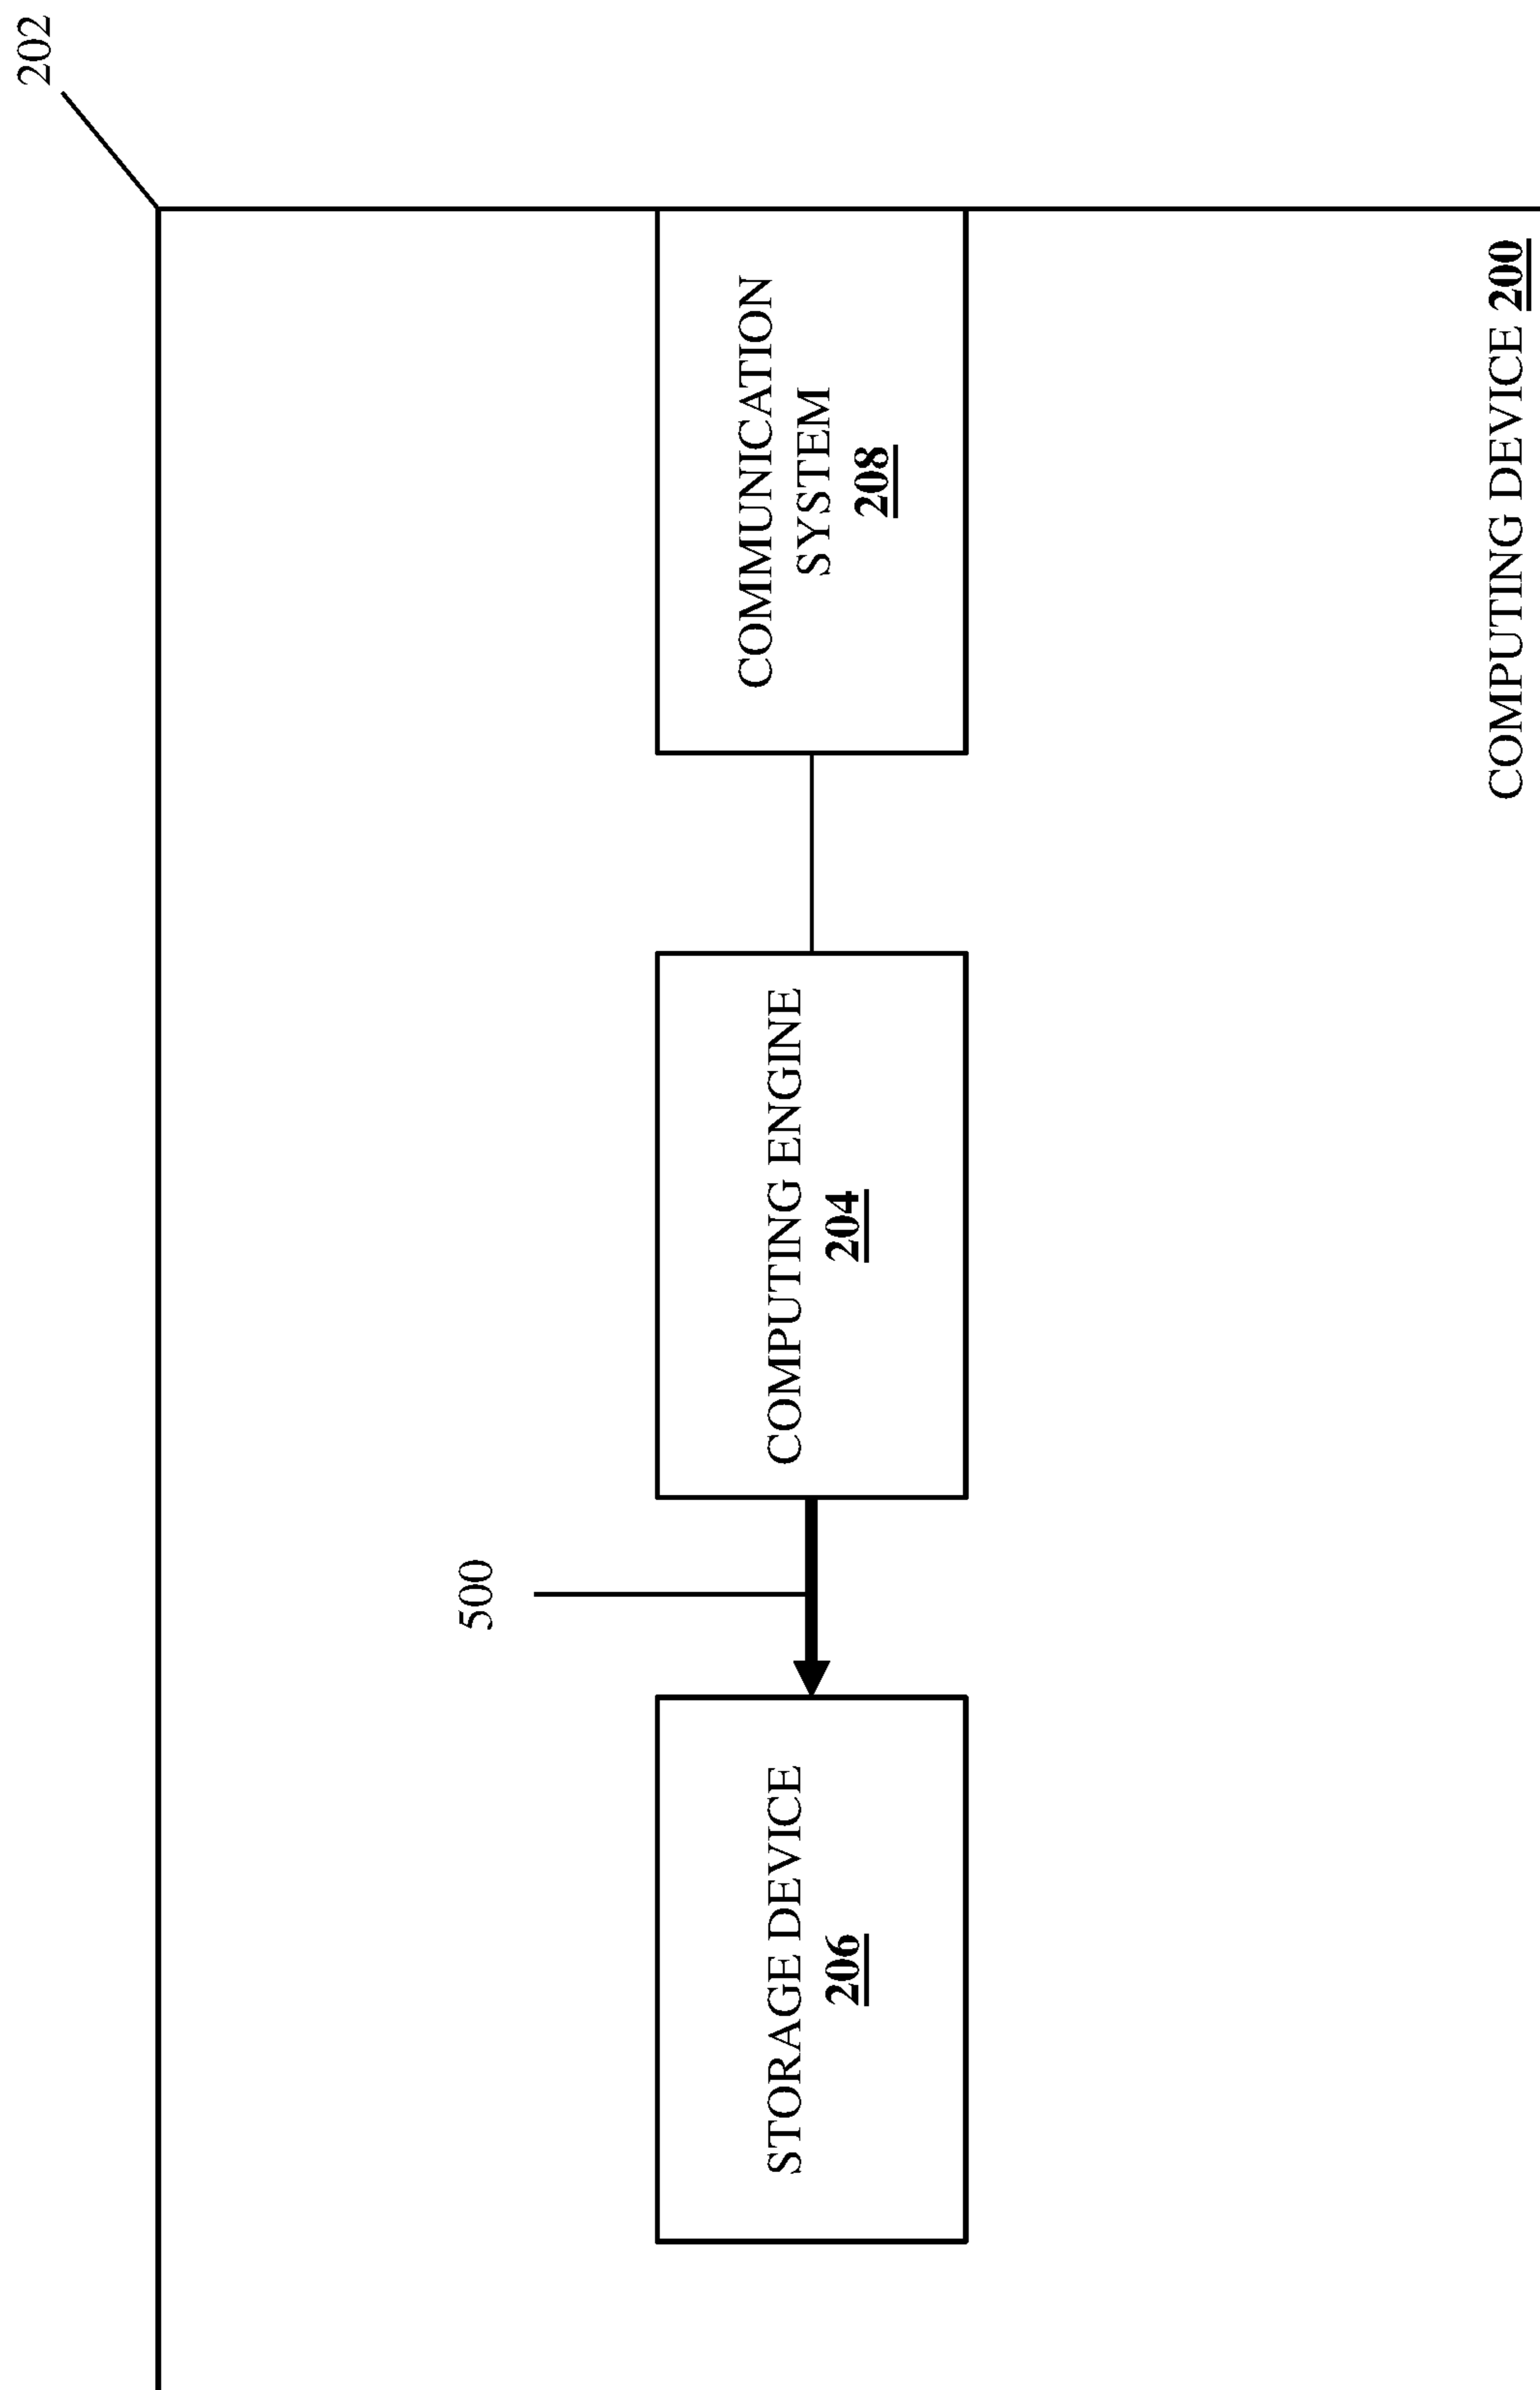 202
500
STORAGE DEVICE
206
COMPUTING ENGINE
204
COMMUNICATION
SYSTEM
208
COMPUTING DEVICE 200